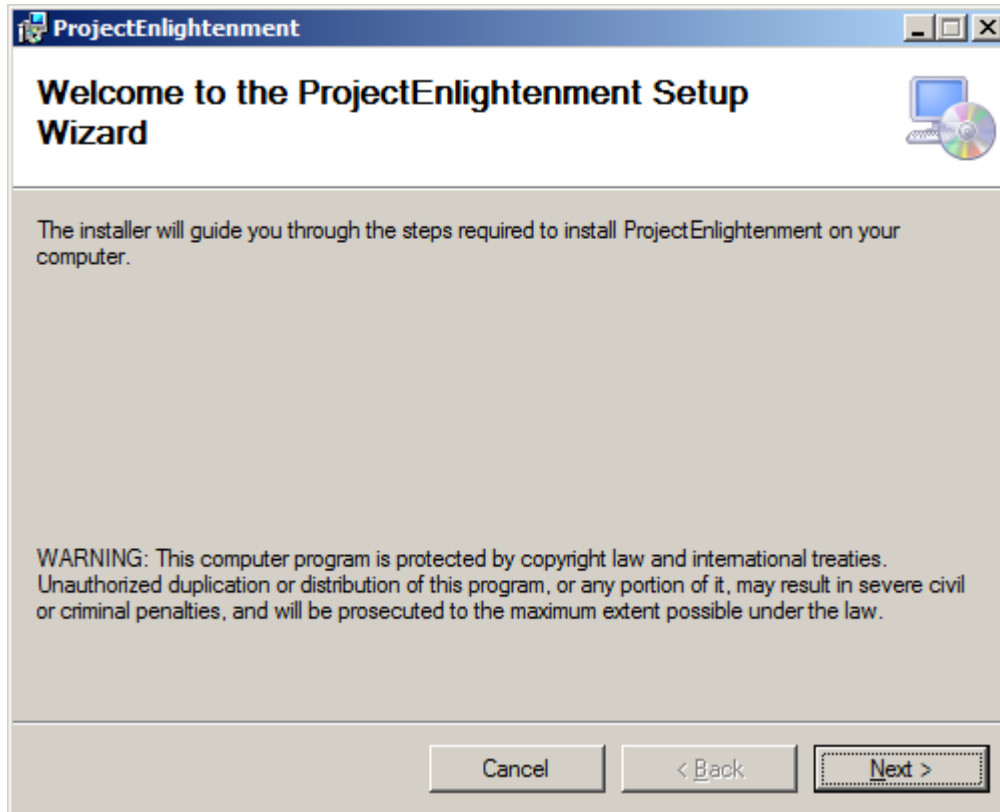 ProjectEnlightenment
Welcome to the ProjectEnlightenment Setup
Wizard
The installer will guide you through the steps required to install ProjectEnlightenment on your
computer.
WARNING: This computer program is protected by copyright law and international treaties.
Unauthorized duplication or distribution of this program, or any portion of it, may result in severe civil
or criminal penalties, and will be prosecuted to the maximum extent possible under the law.
Cancel
< Back
Next >